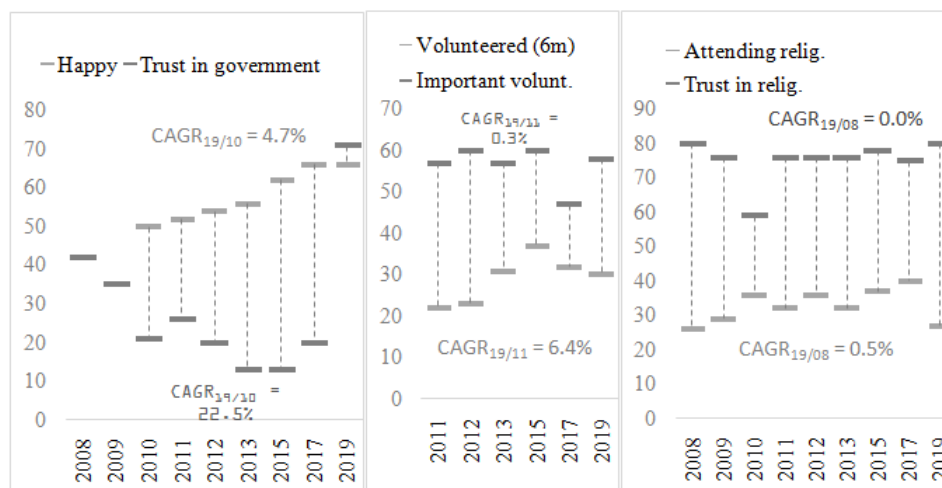 Happy Trust in government
80
70
60
50
40
30
20
10
0
CAGR19/10 = 4.7%
CAGR19/10 =
22.5%
2008 2009 2010 2011 2012 2013 2015 2017 2019
Volunteered (6m)
Important volunt.
70
60
50
40
30
20
10
0
CAGR19/11 =
0.3%
CAGR19/11 = 6.4%
2011 2012 2013 2015 2017 2019
Attending relig.
Trust in relig.
90
80
70
60
50
40
30
20
10
0
CAGR19/08 = 0.0%
CAGR19/08 = 0.5%
2008 2009 2010 2011 2012 2013 2015 2017 2019